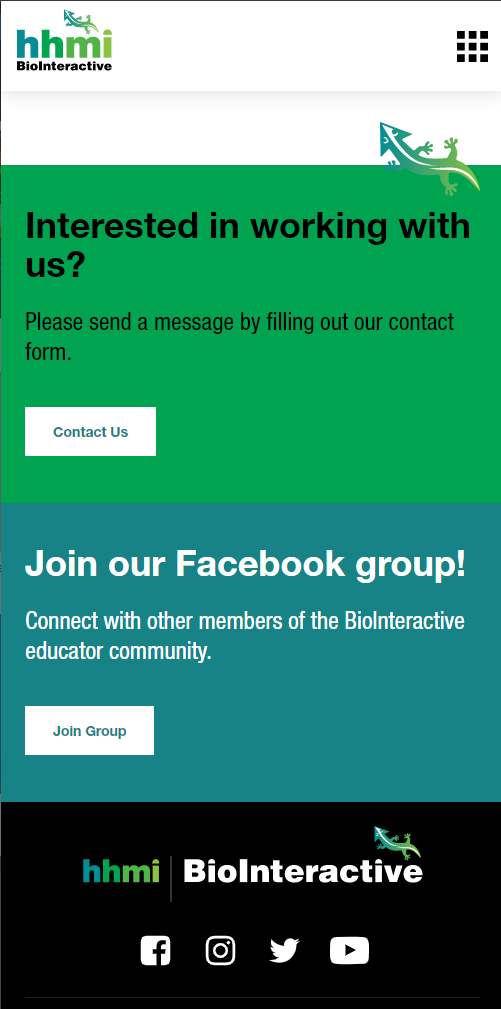 hhmi
BioInteractive
Interested in working with
us?
Please send a message by filling out our contact
form.
Contact Us
Join our Facebook group!
Connect with other members of the BioInteractive
educator community.
Join Group
hhmi BioInteractive